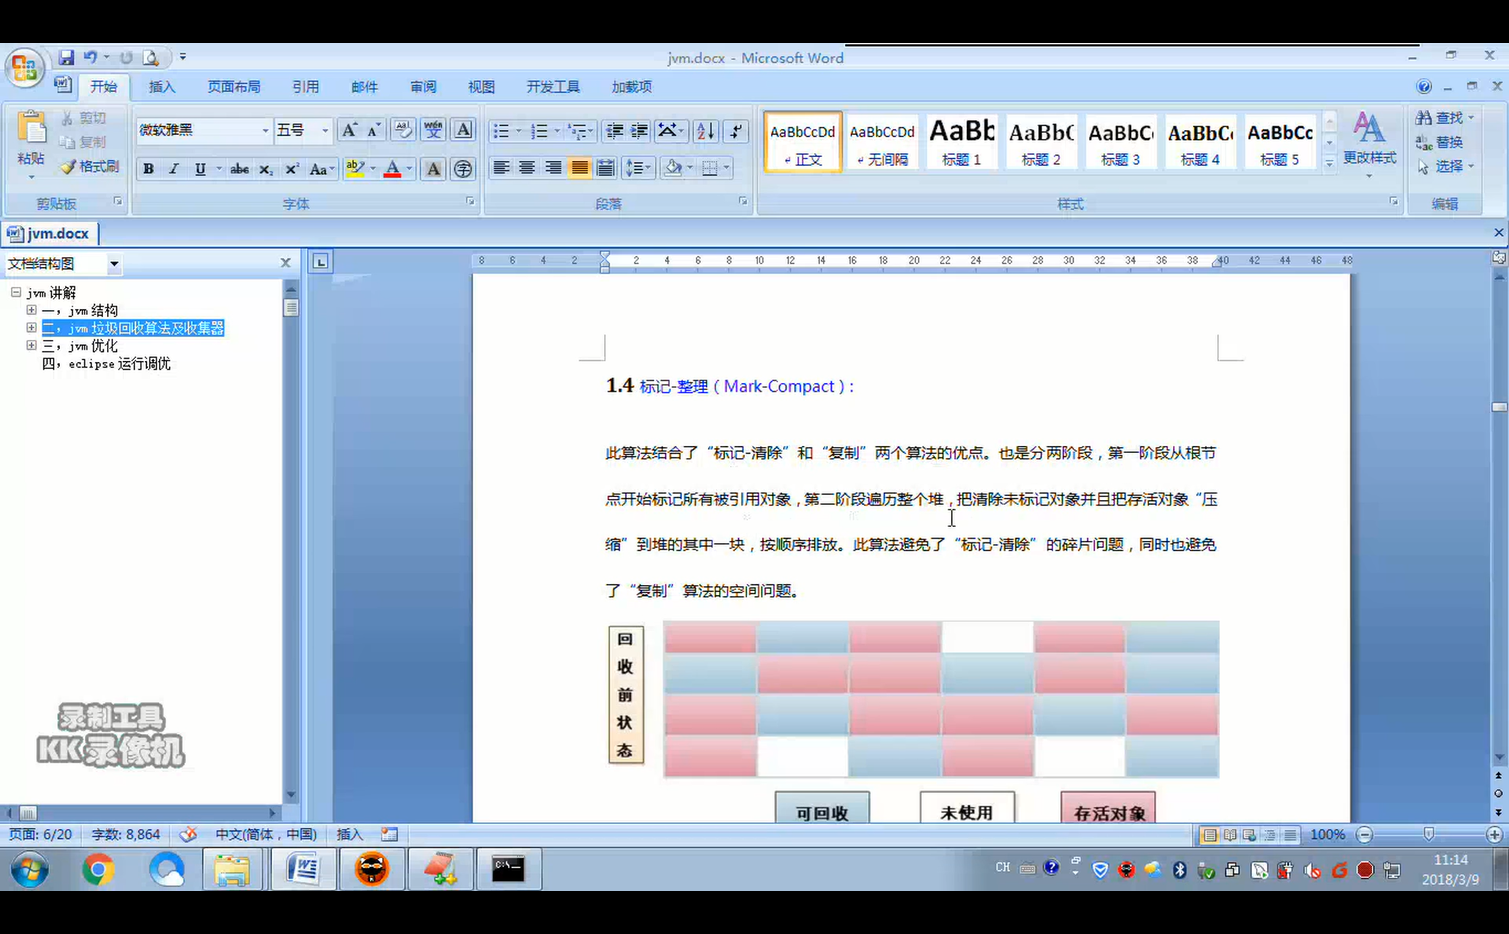 jvm.docx - Microsoft Word
开始 插入 页面布局 引用 邮件 审阅 视图 开发工具 加载项
粘贴
剪切
复制
格式刷
剪贴板
微软雅黑 五号
字体
段落
AaBbCcDd AaBbCcDd AaBb AaBbC AaBbC AaBbCc AaBbCc
正文 无间隔 标题 1 标题 2 标题 3 标题 4 标题 5
更改样式
样式
查找
替换
选择
编辑
jvm.docx
文档结构图
jvm 讲解
一，jvm 结构
二，jvm 垃圾回收算法及收集器
三，jvm 优化
四，eclipse 运行调优
8 6 4 2 2 4 6 8 10 12 14 16 18 20 22 24 26 28 30 32 34 36 38 40 42 44 46 48
1.4 标记-整理（Mark-Compact）:
此算法结合了“标记-清除”和“复制”两个算法的优点。也是分两阶段，第一阶段从根节
点开始标记所有被引用对象，第二阶段遍历整个堆，把清除未标记对象并且把存活对象“压
缩”到堆的其中一块，按顺序排放。此算法避免了“标记-清除”的碎片问题，同时也避免
了“复制”算法的空间问题。
回收前状态
可回收 未使用 存活对象
录制工具
KK 录像机
页面: 6/20 字数: 8,864 中文(简体，中国) 插入 100%
CH 11:14
2018/3/9